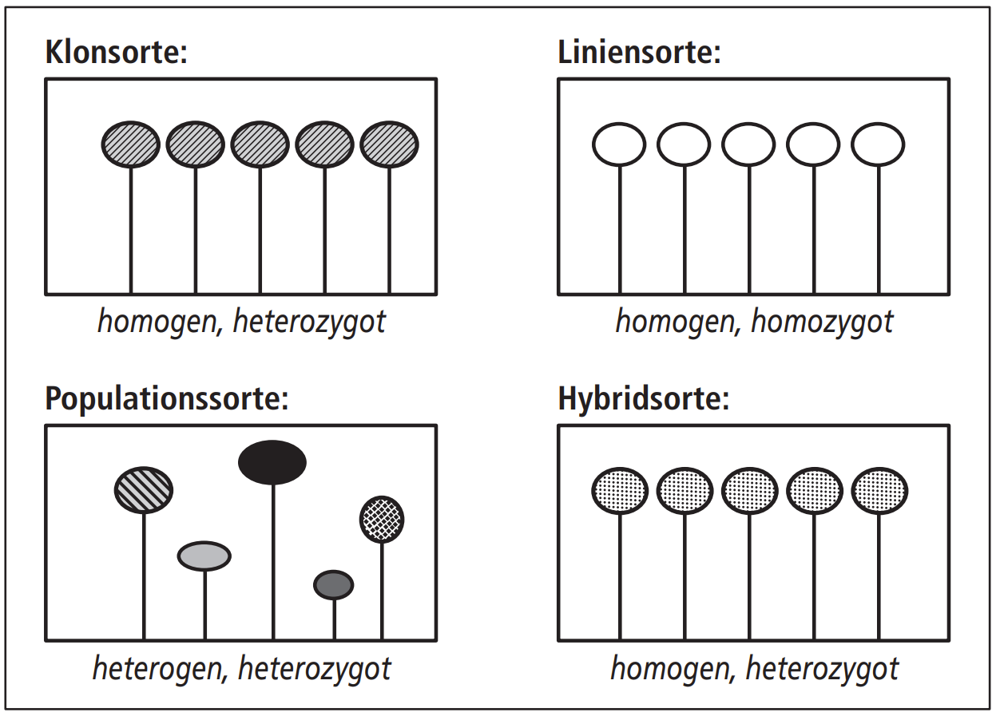 Klonsorte:
Liniensorte:
homogen, heterozygot
homogen, homozygot
Populationssorte:
Hybridsorte:
heterogen, heterozygot
homogen, heterozygot